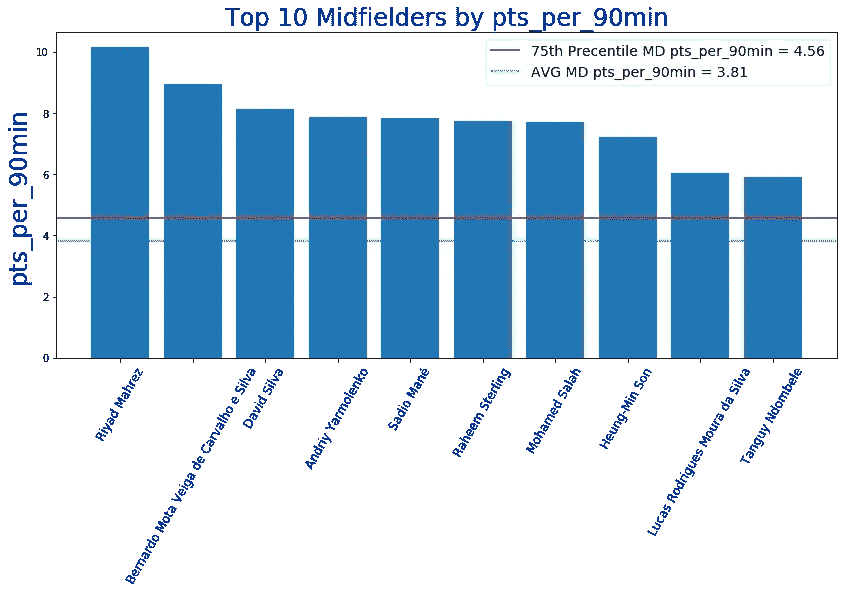 Top 10 Midfielders by pts_per_90min
75th Precentile MD pts_per_90min = 4.56
AVG MD pts_per_90min = 3.81
pts_per_90min
10
8
6
4
2
0
Riyad Mahrez
Bernardo Mota Veiga de Carvalho e Silva
David Silva
Andriy Yarmolenko
Sadio Mané
Raheem Sterling
Mohamed Salah
Heung-Min Son
Lucas Rodrigues Moura da Silva
Tanguy Ndombele